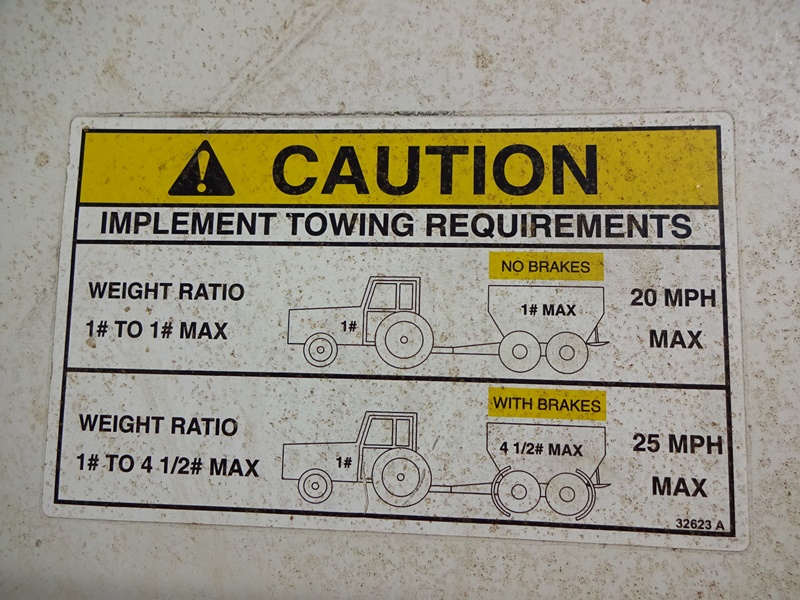 CAUTION
IMPLEMENT TOWING REQUIREMENTS
NO BRAKES
WEIGHT RATIO
1# TO 1# MAX
1#
1# MAX
20 MPH
MAX
WITH BRAKES
WEIGHT RATIO
1# TO 4 1/2# MAX
1#
4 1/2# MAX
25 MPH
MAX
32623 A